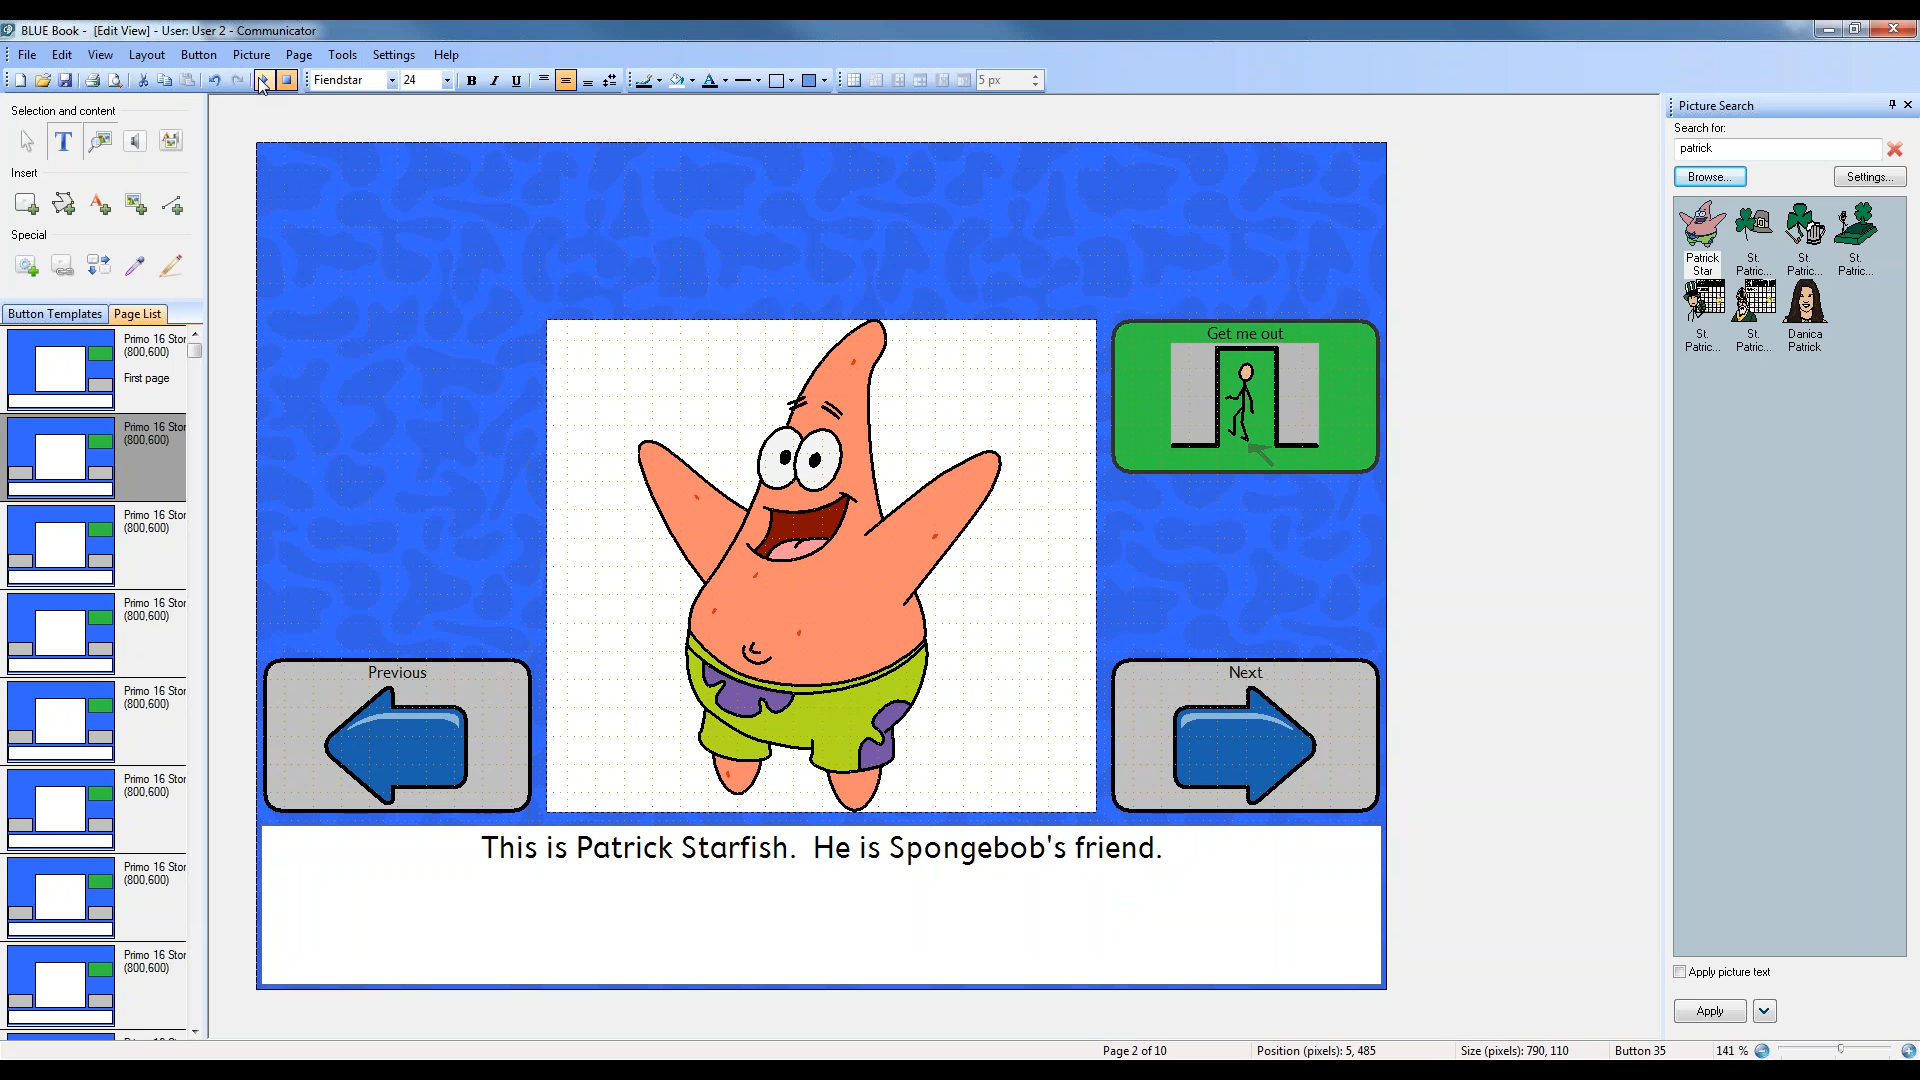 BLUE Book - [Edit View] - User: User 2 - Communicator
File Edit View Layout Button Picture Page Tools Settings Help
Fiendstar 24 B I U A 5 px
Selection and content
T
Insert
A
Special
Button Templates Page List
Primo 16 Stor
(800,600)
First page
Primo 16 Stor
(800,600)
Primo 16 Stor
(800,600)
Primo 16 Stor
(800,600)
Primo 16 Stor
(800,600)
Primo 16 Stor
(800,600)
Primo 16 Stor
(800,600)
Primo 16 Stor
(800,600)
Get me out
Previous
Next
This is Patrick Starfish.  He is Spongebob's friend.
Picture Search
Search for:
patrick
Browse... Settings...
Patrick Star
St. Patric...
St. Patric...
St. Patric...
St. Patric...
St. Patric...
Danica Patrick
Apply picture text
Apply
Page 2 of 10 Position (pixels): 5, 485 Size (pixels): 790, 110 Button 35 141 %